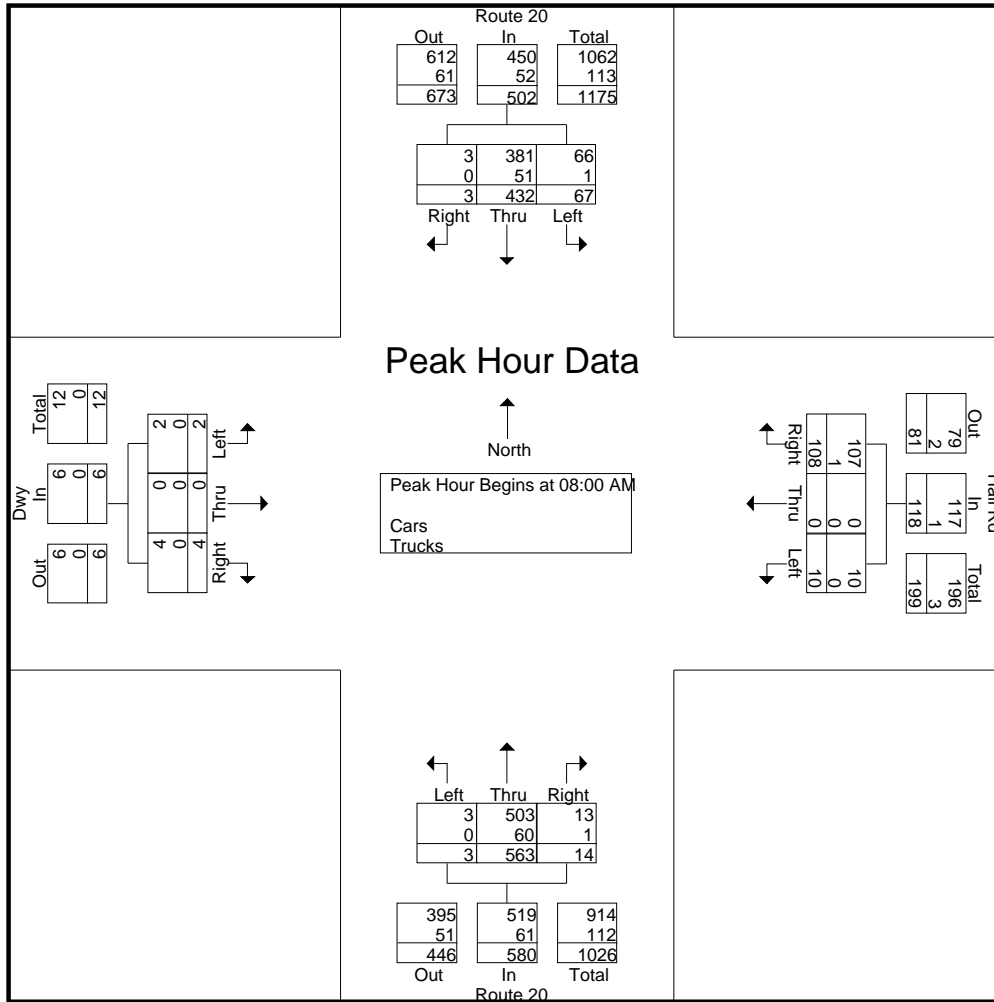 Route 20
Out In Total
612 450 1062
61 52 113
673 502 1175
3 381 66
0 51 1
3 432 67
Right Thru Left
Peak Hour Data
North
Peak Hour Begins at 08:00 AM
Cars
Trucks
Dwy
Total In Out
12 6 6
0 0 0
12 6 6
2 0 4
0 0 0
2 0 4
Left Thru Right
Out In Total
79 117 196
2 1 3
81 118 199
107 0 10
1 0 0
108 0 10
Right Thru Left
Left Thru Right
3 503 13
0 60 1
3 563 14
395 519 914
51 61 112
446 580 1026
Out In Total
Route 20